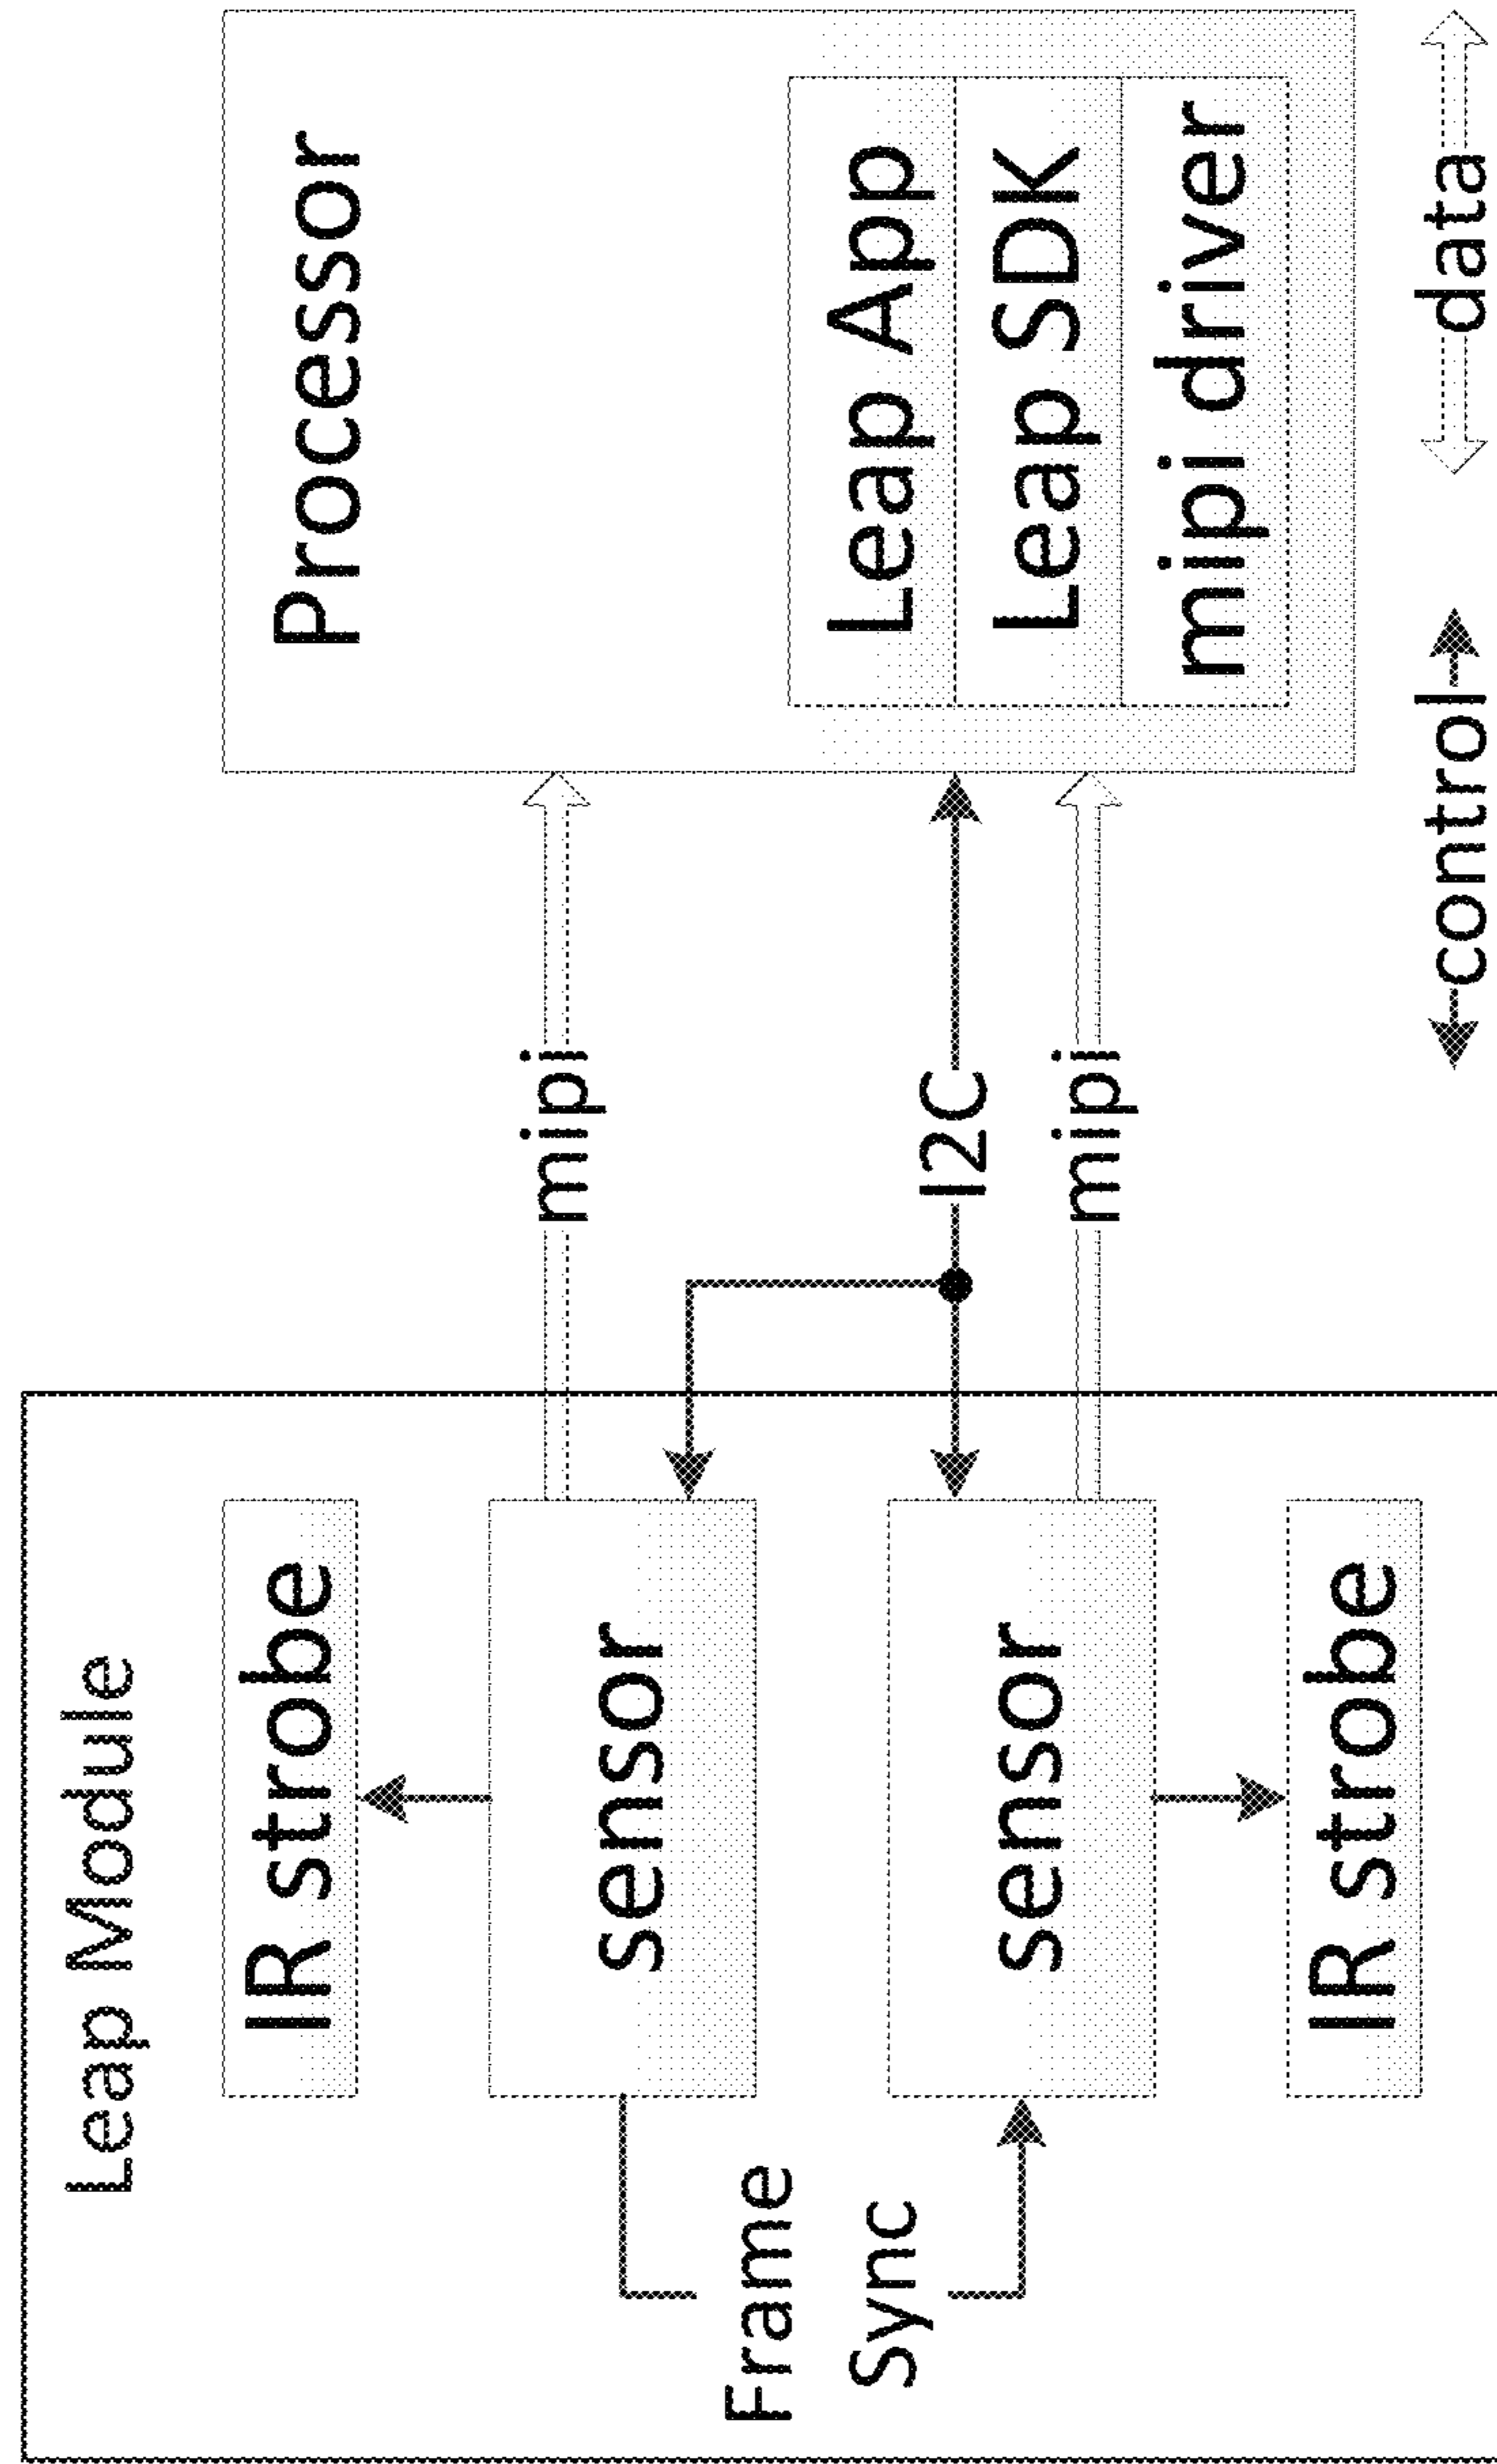 Leap Module
IR strobe
sensor
Frame
Sync
sensor
IR strobe
mipi
I2C
mipi
Processor
Leap App
Leap SDK
mipi driver
control
data